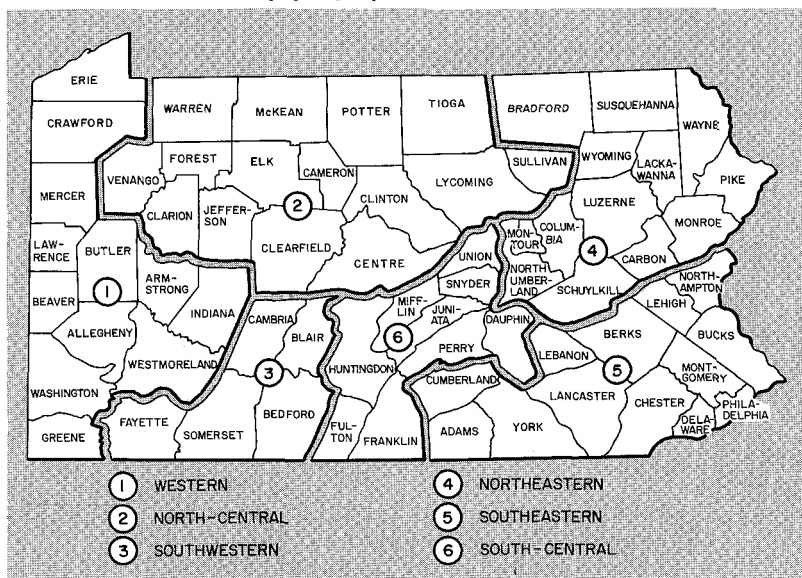 ERIE
CRAWFORD
MERCER
LAW-
RENCE
BEAVER
BUTLER
1
ALLEGHENY
WASHINGTON
GREENE
ARM-
STRONG
INDIANA
WESTMORELAND
WARREN
McKEAN
POTTER
TIOGA
VENANGO
FOREST
ELK
CAMERON
CLARION
JEFFER-
SON
2
CLINTON
LYCOMING
SULLIVAN
CLEARFIELD
CENTRE
CAMBRIA
BLAIR
3
FAYETTE
SOMERSET
BEDFORD
BRADFORD
SUSQUEHANNA
WAYNE
WYOMING
LACKA-
WANNA
PIKE
LUZERNE
MONROE
MON-
TOUR
COLUM-
BIA
4
CARBON
NORTH
UMBER-
LAND
SCHUYLKILL
UNION
SNYDER
MIFF-
LIN
JUNI-
ATA
6
DAUPHIN
PERRY
HUNTINGDON
FUL-
TON
FRANKLIN
NORTH-
AMPTON
LEHIGH
BERKS
BUCKS
LEBANON
5
MONT-
GOMERY
CUMBERLAND
LANCASTER
CHESTER
PHILA-
DELPHIA
DELA-
WARE
ADAMS
YORK
1 WESTERN
2 NORTH-CENTRAL
3 SOUTHWESTERN
4 NORTHEASTERN
5 SOUTHEASTERN
6 SOUTH-CENTRAL